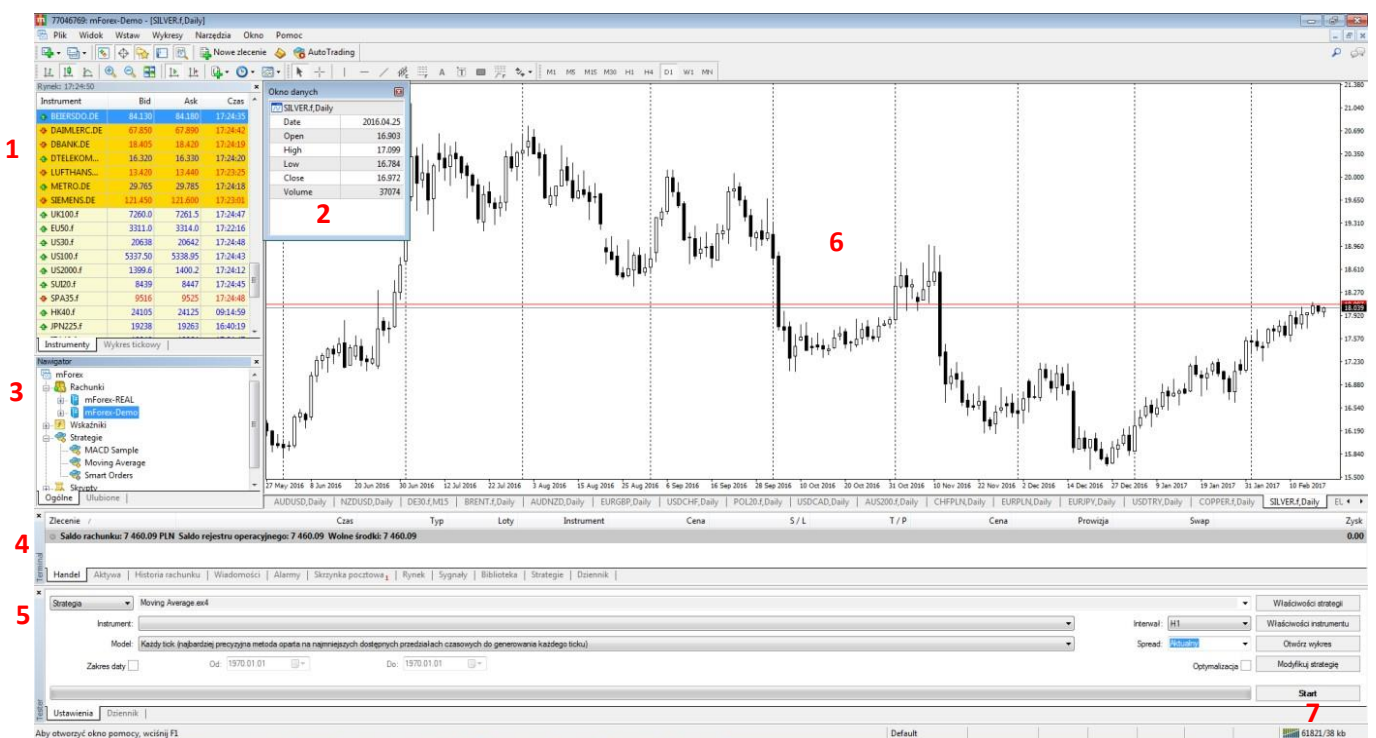 77046769: mForex-Demo - [SILVER.f,Daily]
Plik Widok Wstaw Wykresy Narzędzia Okno Pomoc
Nowe zlecenie AutoTrading
A T M1 M5 M15 M30 H1 H4 D1 W1 MN
Rynek: 17:24:50
Instrument Bid Ask Czas
BEIERSDO.DE 84.130 84.180 17:24:35
DAIMLERC.DE 67.850 67.890 17:24:42
DBANK.DE 18.405 18.420 17:24:19
DTELEKOM... 16.320 16.330 17:24:20
LUFTHANS... 13.420 13.440 17:23:25
METRO.DE 29.765 29.785 17:24:18
SIEMENS.DE 121.450 121.600 17:23:01
UK100.f 7260.0 7261.5 17:24:47
EU50.f 3311.0 3314.0 17:22:16
US30.f 20638 20642 17:24:48
US100.f 5337.50 5338.95 17:24:43
US2000.f 1399.6 1400.2 17:24:12
SUI20.f 8439 8447 17:24:45
SPA35.f 9516 9525 17:24:48
HK40.f 24105 24125 09:14:59
JPN225.f 19238 19263 16:40:19
Instrumenty Wykres tickowy
1
Okno danych
SILVER.f,Daily
Date 2016.04.25
Open 16.903
High 17.099
Low 16.784
Close 16.972
Volume 37074
2
6
21.380
21.040
20.690
20.350
20.000
19.650
19.310
18.960
18.610
18.270
18.039
17.920
17.570
17.230
16.880
16.540
16.190
15.840
15.500
27 May 2016 8 Jun 2016 20 Jun 2016 30 Jun 2016 12 Jul 2016 22 Jul 2016 3 Aug 2016 15 Aug 2016 25 Aug 2016 6 Sep 2016 16 Sep 2016 28 Sep 2016 10 Oct 2016 20 Oct 2016 31 Oct 2016 10 Nov 2016 22 Nov 2016 2 Dec 2016 14 Dec 2016 27 Dec 2016 9 Jan 2017 19 Jan 2017 31 Jan 2017 10 Feb 2017
AUDUSD,Daily NZDUSD,Daily DE30.f,M15 BRENT.f,Daily AUDNZD,Daily EURGBP,Daily USDCHF,Daily POL20.f,Daily USDCAD,Daily AUS200.f,Daily CHFPLN,Daily EURPLN,Daily EURJPY,Daily USDTRY,Daily COPPER.f,Daily SILVER.f,Daily
Nawigator
3
mForex
Rachunki
mForex-REAL
mForex-Demo
Wskaźniki
Strategie
MACD Sample
Moving Average
Smart Orders
Skrypty
Ogólne Ulubione
4
Terminal
Zlecenie / Czas Typ Loty Instrument Cena S / L T / P Cena Prowizja Swap Zysk
Saldo rachunku: 7 460.09 PLN Saldo rejestru operacyjnego: 7 460.09 Wolne środki: 7 460.09 0.00
Handel Aktywa Historia rachunku Wiadomości Alarmy Skrzynka pocztowa Rynek Sygnały Biblioteka Strategie Dziennik
5
Tester
Strategia Moving Average.ex4 Właściwości strategii
Instrument: Interwał: H1 Właściwości instrumentu
Model: Każdy tick (najbardziej precyzyjna metoda oparta na najmniejszych dostępnych przedziałach czasowych do generowania każdego ticku) Spread: Aktualny Otwórz wykres
Zakres daty Od: 1970.01.01 Do: 1970.01.01 Optymalizacja Modyfikuj strategię
Start
7
Ustawienia Dziennik
Aby otworzyć okno pomocy, wciśnij F1 Default 61821/38 kb